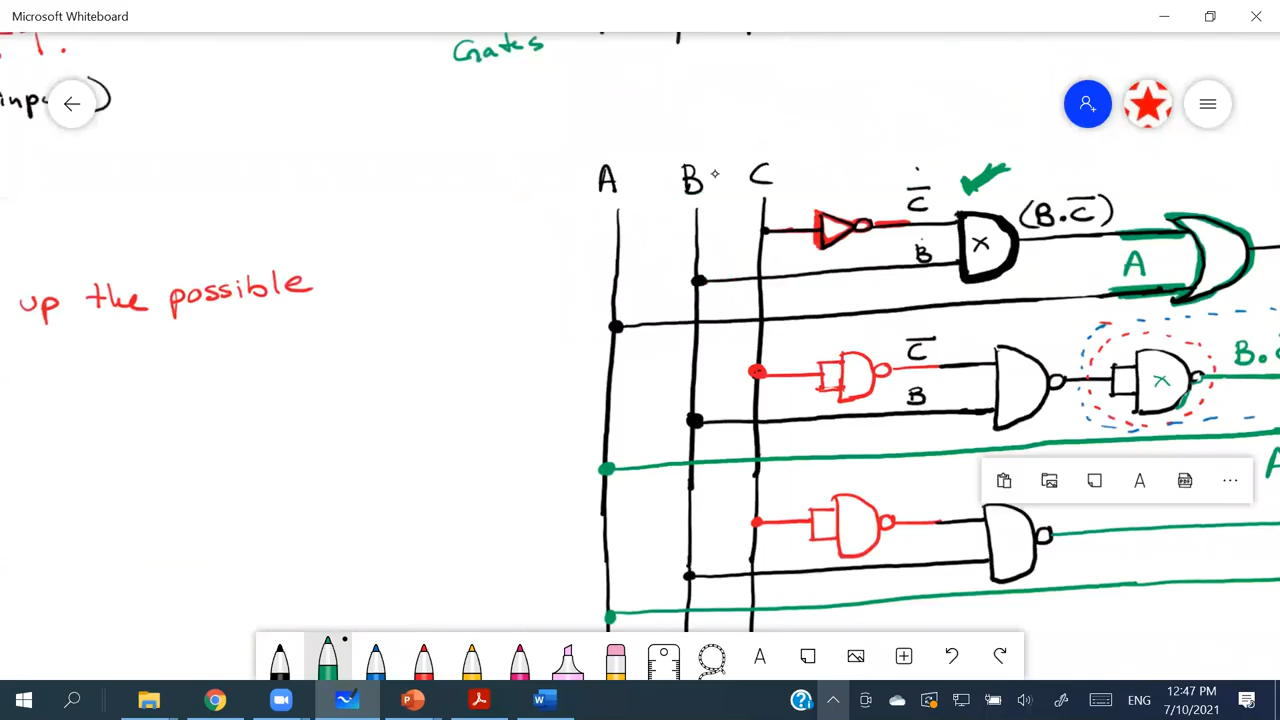 Microsoft Whiteboard
Gates
A B C
C̅
(B.C̅)
B
A
up the possible
C̅
B
B.
A
A
ENG
12:47 PM
7/10/2021